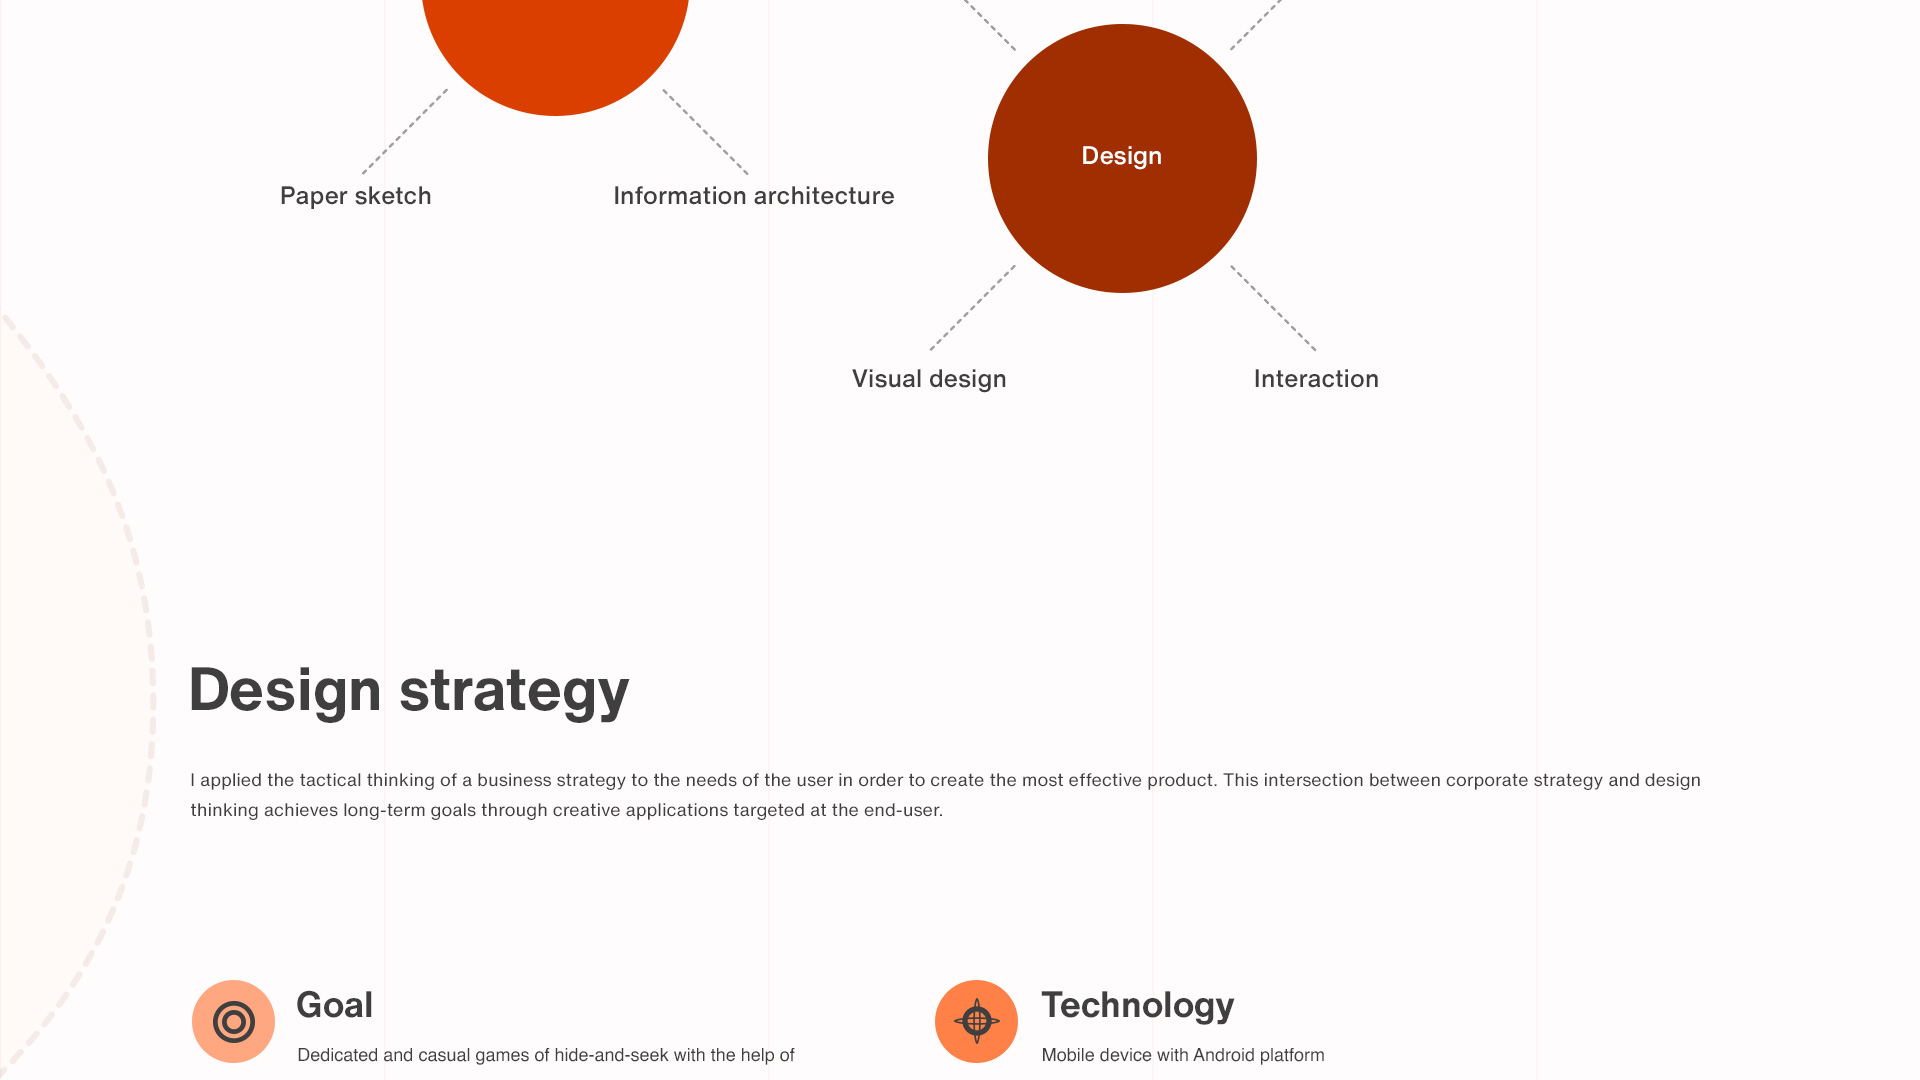 Design
Paper sketch
Information architecture
Visual design
Interaction
Design strategy
I applied the tactical thinking of a business strategy to the needs of the user in order to create the most effective product. This intersection between corporate strategy and design
thinking achieves long-term goals through creative applications targeted at the end-user.
Goal
Dedicated and casual games of hide-and-seek with the help of
Technology
Mobile device with Android platform